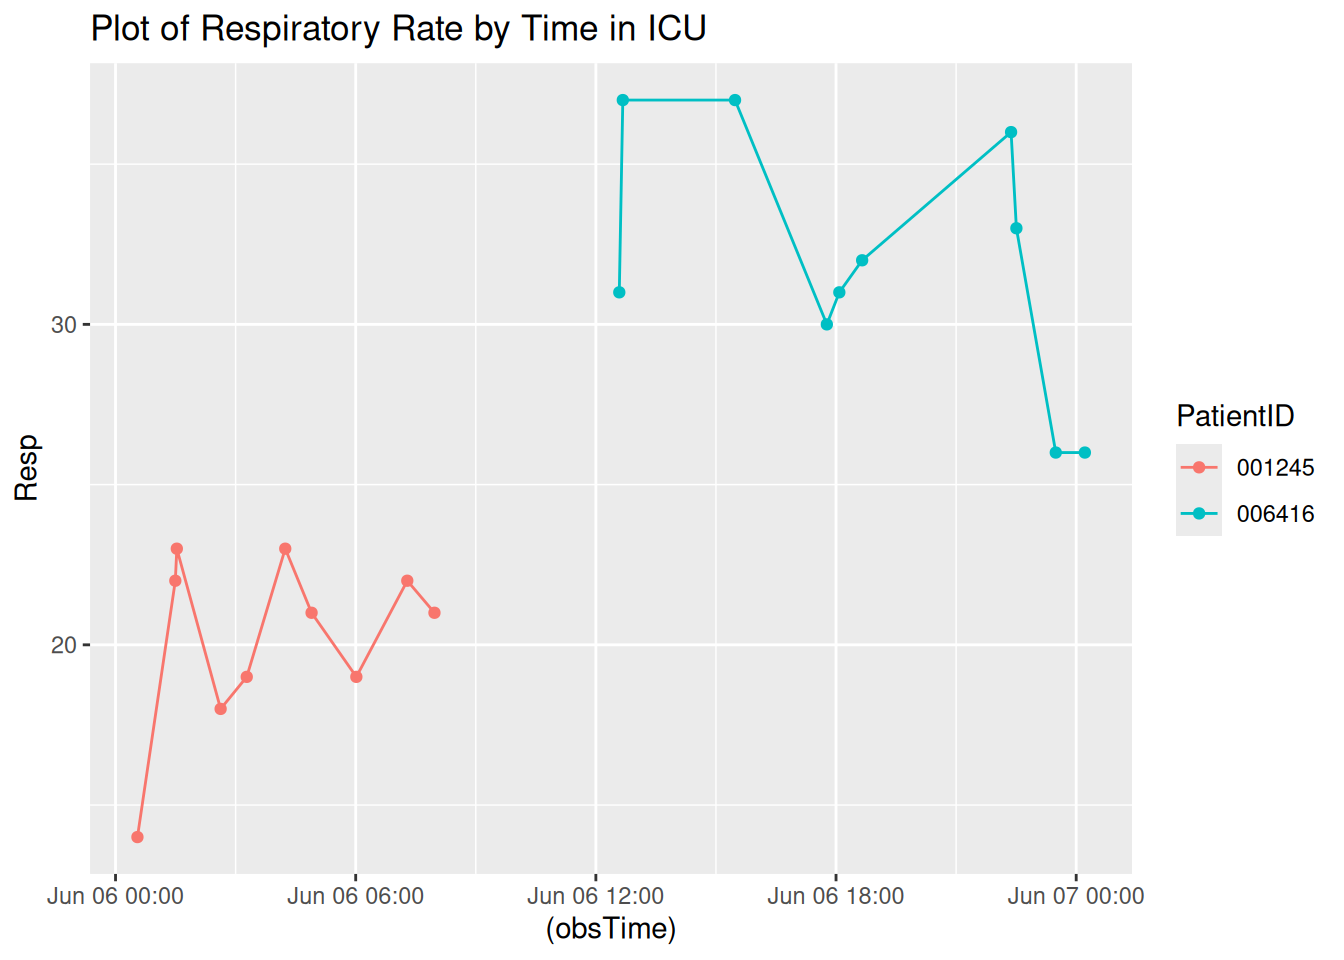 Plot of Respiratory Rate by Time in ICU
Resp
30
20
Jun 06 00:00 Jun 06 06:00 Jun 06 12:00 Jun 06 18:00 Jun 07 00:00
(obsTime)
PatientID
001245
006416